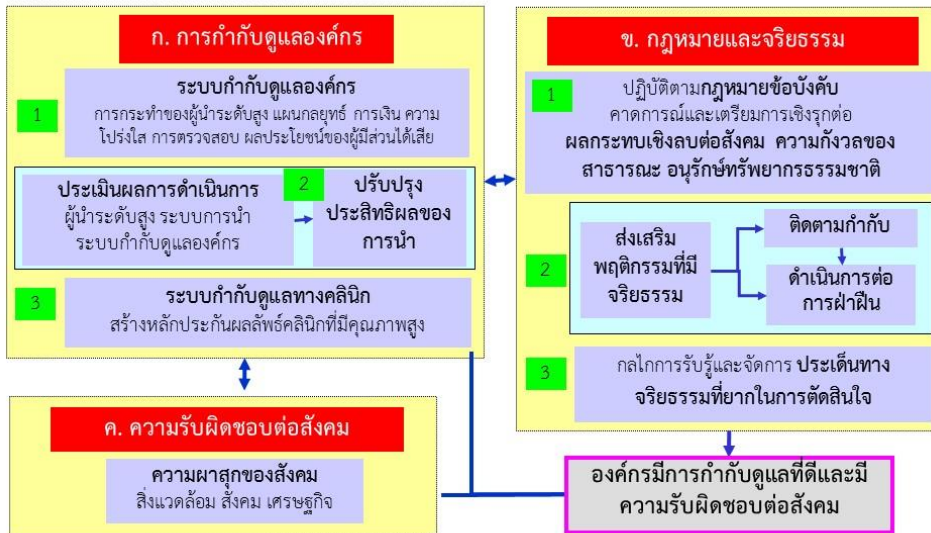 ก. การกำกับดูแลองค์กร
1
ระบบกำกับดูแลองค์กร
การกระทำของผู้นำระดับสูง แผนกลยุทธ์ การเงิน ความ
โปร่งใส การตรวจสอบ ผลประโยชน์ของผู้มีส่วนได้เสีย
ประเมินผลการดำเนินการ
ผู้นำระดับสูง ระบบการนำ
ระบบกำกับดูแลองค์กร
2
ปรับปรุง
ประสิทธิผลของ
การนำ
3
ระบบกำกับดูแลทางคลินิก
สร้างหลักประกันผลลัพธ์คลินิกที่มีคุณภาพสูง
ข. กฎหมายและจริยธรรม
1
ปฏิบัติตามกฎหมายข้อบังคับ
คาดการณ์และเตรียมการเชิงรุกต่อ
ผลกระทบเชิงลบต่อสังคม ความกังวลของ
สาธารณะ อนุรักษ์ทรัพยากรธรรมชาติ
2
ส่งเสริม
พฤติกรรมที่มี
จริยธรรม
ติดตามกำกับ
ดำเนินการต่อ
การฝ่าฝืน
3
กลไกการรับรู้และจัดการ ประเด็นทาง
จริยธรรมที่ยากในการตัดสินใจ
ค. ความรับผิดชอบต่อสังคม
ความผาสุกของสังคม
สิ่งแวดล้อม สังคม เศรษฐกิจ
องค์กรมีการกำกับดูแลที่ดีและมี
ความรับผิดชอบต่อสังคม